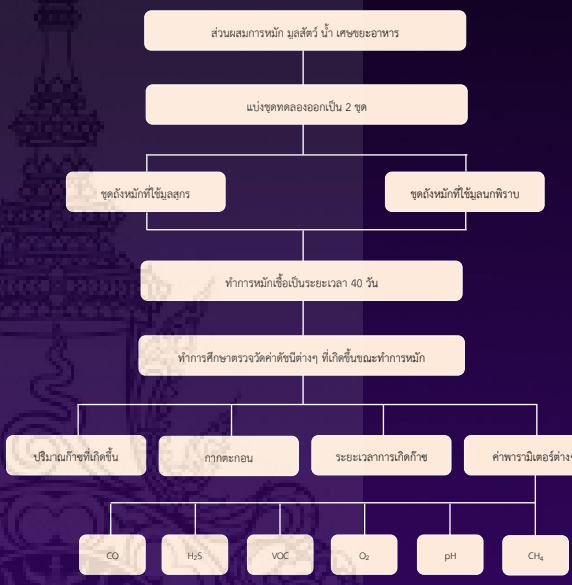 ส่วนผสมการหมัก มูลสัตว์ น้ำ เศษขยะอาหาร
แบ่งชุดทดลองออกเป็น 2 ชุด
ชุดถังหมักที่ใช้มูลสุกร
ชุดถังหมักที่ใช้มูลนกพิราบ
ทำการหมักเชื้อเป็นระยะเวลา 40 วัน
ทำการศึกษาตรวจวัดค่าดัชนีต่างๆ ที่เกิดขึ้นขณะทำการหมัก
ปริมาณก๊าซที่เกิดขึ้น
กากตะกอน
ระยะเวลาการเกิดก๊าซ
ค่าพารามิเตอร์ต่างๆ
CO
H₂S
VOC
O₂
pH
CH₄